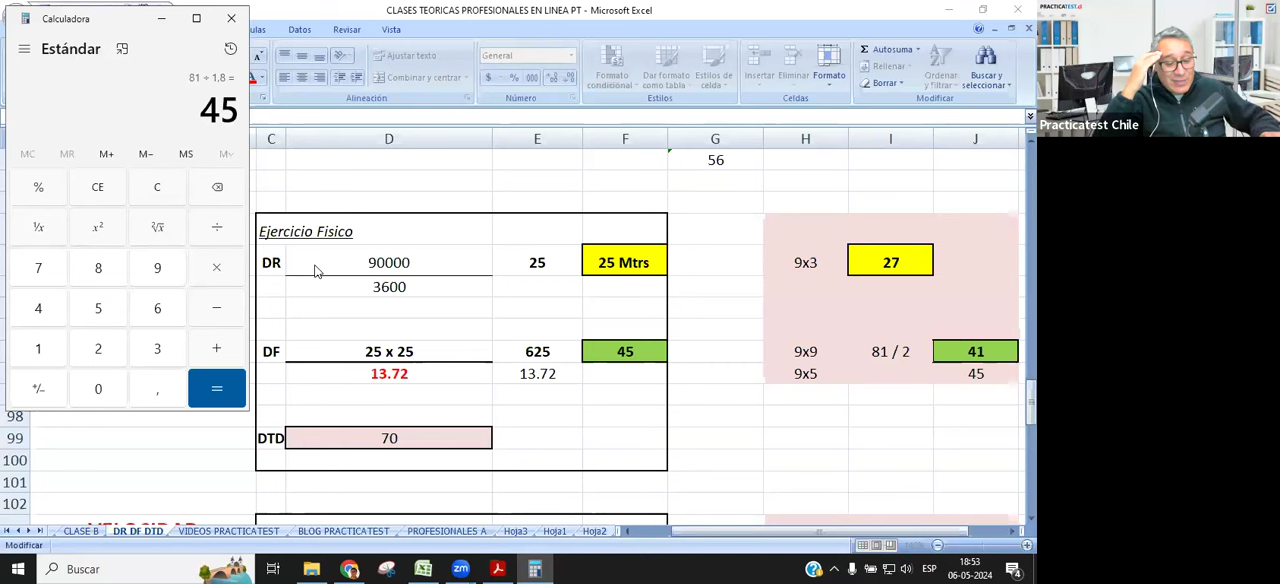 Calculadora
Estándar
81 ÷ 1,8 =
45
MC MR M+ M− MS M˅
% CE C
¹/x x² ²√x ÷
7 8 9 ×
4 5 6 −
1 2 3 +
+/− 0 , =
CLASES TEORICAS PROFESIONALES EN LINEA PT - Microsoft Excel
Datos Revisar Vista
Ajustar texto
Combinar y centrar
General
% 000
Alineación
Número
Formato condicional
Dar formato como tabla
Estilos de celda
Estilos
Insertar Eliminar Formato
Celdas
Σ Autosuma
Rellenar
Borrar
Ordenar y filtrar
Buscar y seleccionar
Modificar
C D E F G H I J
56
Ejercicio Fisico
DR 90000 25 25 Mtrs 9x3 27
3600
DF 25 x 25 625 45 9x9 81 / 2 41
13.72 13.72 9x5 45
98
99 DTD 70
100
101
102
VELOCIDAD
CLASE B DR DF DTD VIDEOS PRACTICATEST BLOG PRACTICATEST PROFESIONALES A Hoja3 Hoja1 Hoja2
Modificar
Buscar
zm
ESP
18:53
06-05-2024
4
PRACTICATEST.cl
Practicatest Chile